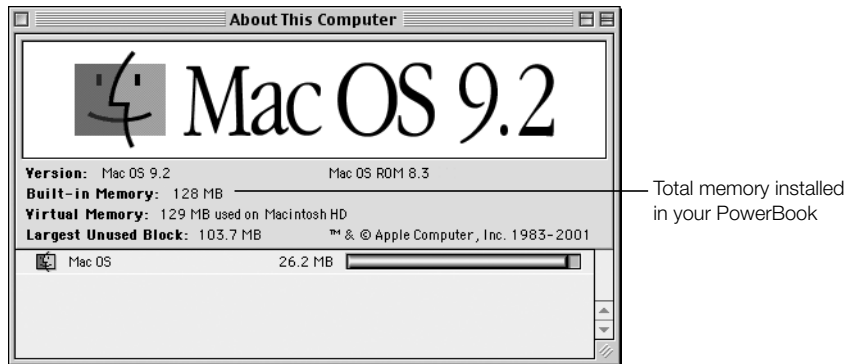 About This Computer
Mac OS 9.2
Version: Mac OS 9.2 Mac OS ROM 8.3
Built-in Memory: 128 MB
Virtual Memory: 129 MB used on Macintosh HD
Largest Unused Block: 103.7 MB ™ & © Apple Computer, Inc. 1983-2001
Mac OS 26.2 MB
Total memory installed
in your PowerBook